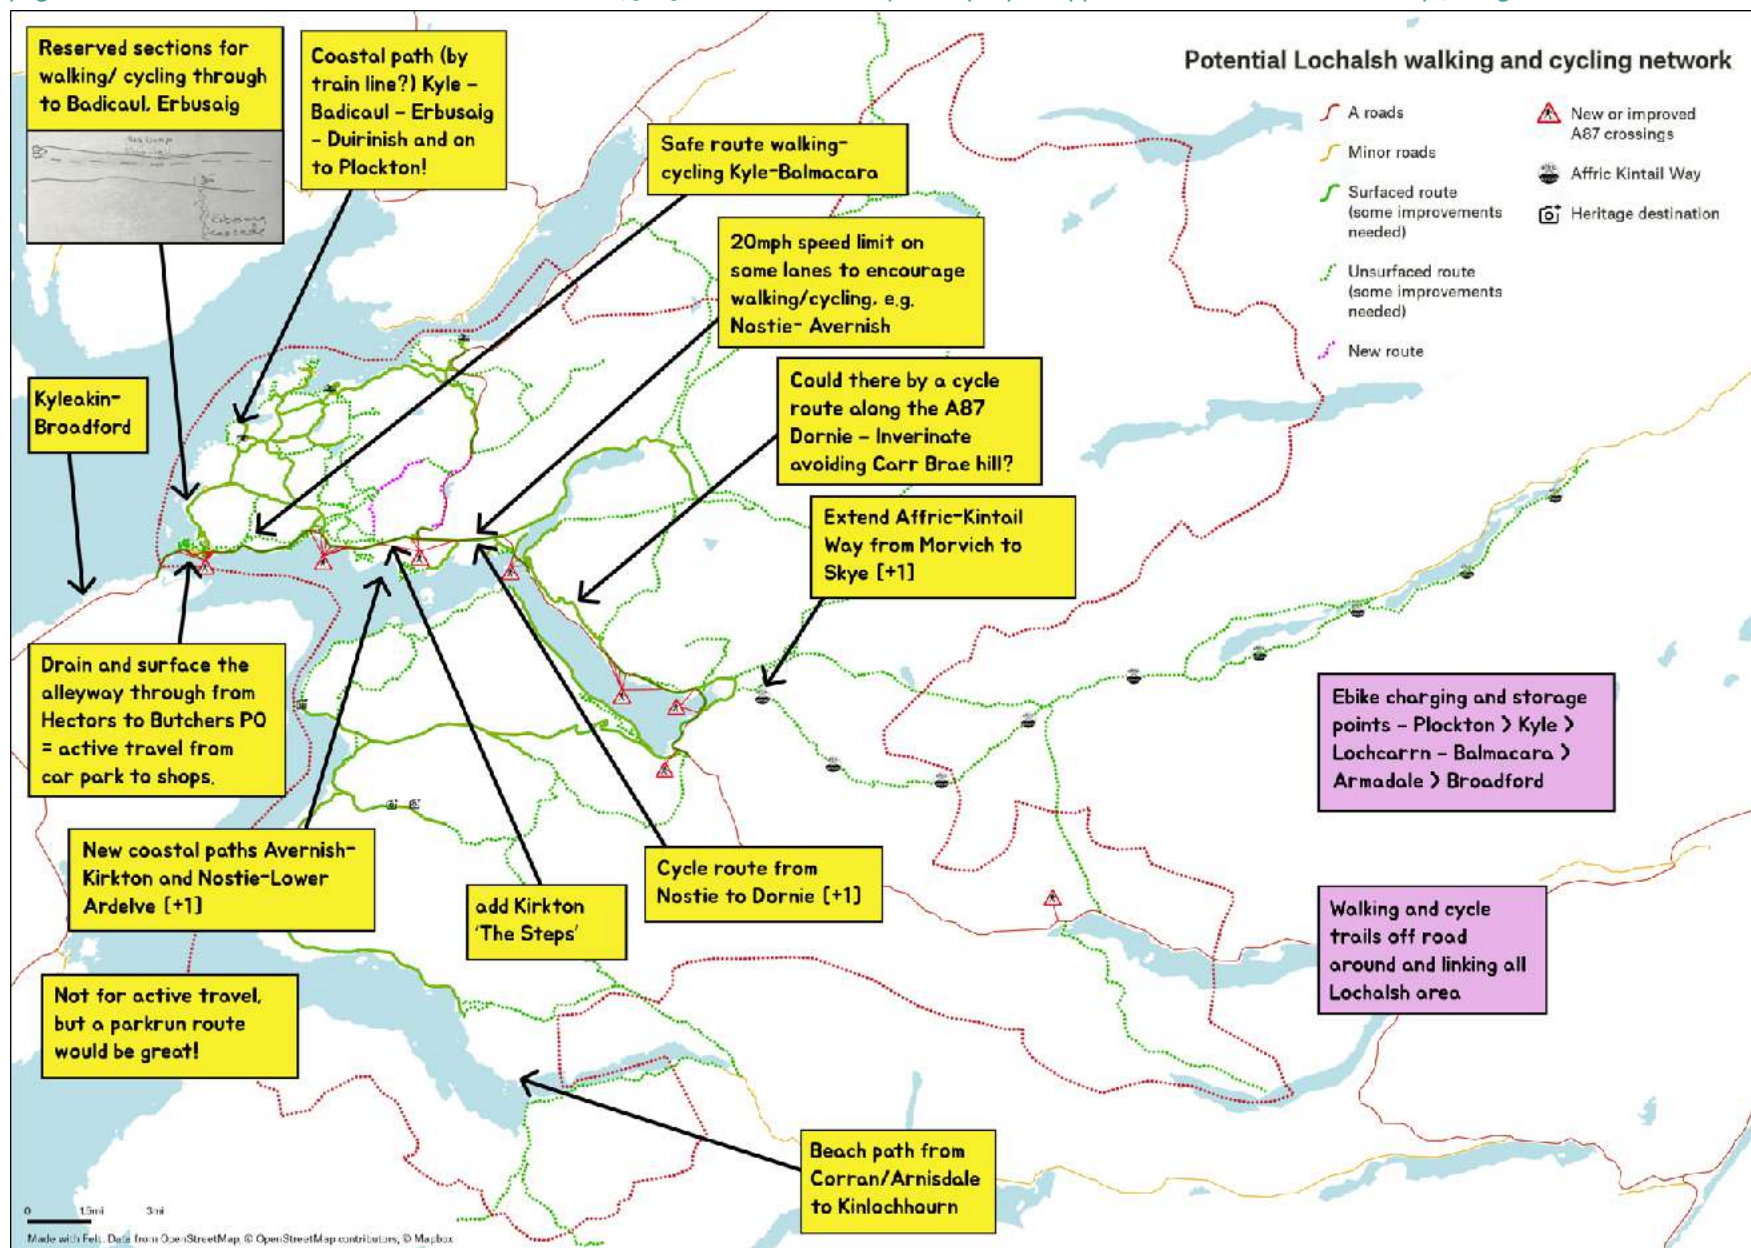 Potential Lochalsh walking and cycling network
A roads
Minor roads
Surfaced route
(some improvements
needed)
Unsurfaced route
(some improvements
needed)
New route
New or improved
A87 crossings
Affric Kintail Way
Heritage destination
Reserved sections for
walking/ cycling through
to Badicaul, Erbusaig
Coastal path (by
train line?) Kyle -
Badicaul - Erbusaig
- Duirinish and on
to Plockton!
Safe route walking-
cycling Kyle-Balmacara
20mph speed limit on
some lanes to encourage
walking/cycling, e.g.
Nostie- Avernish
Kyleakin-
Broadford
Could there by a cycle
route along the A87
Dornie - Inverinate
avoiding Carr Brae hill?
Extend Affric-Kintail
Way from Morvich to
Skye [+1]
Drain and surface the
alleyway through from
Hectors to Butchers PO
= active travel from
car park to shops.
Ebike charging and storage
points - Plockton > Kyle >
Lochcarrn - Balmacara >
Armadale > Broadford
New coastal paths Avernish-
Kirkton and Nostie-Lower
Ardelve [+1]
add Kirkton
'The Steps'
Cycle route from
Nostie to Dornie [+1]
Walking and cycle
trails off road
around and linking all
Lochalsh area
Not for active travel,
but a parkrun route
would be great!
Beach path from
Corran/Arnisdale
to Kinlochhourn
0 1.5mi 3mi
Made with Felt. Data from OpenStreetMap, © OpenStreetMap contributors, © Mapbox